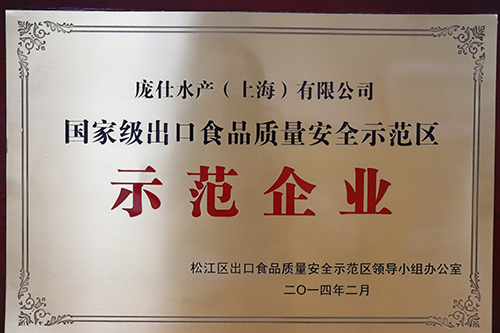 庞仕水产（上海）有限公司
国家级出口食品质量安全示范区
示范企业
松江区出口食品质量安全示范区领导小组办公室
二〇一四年二月